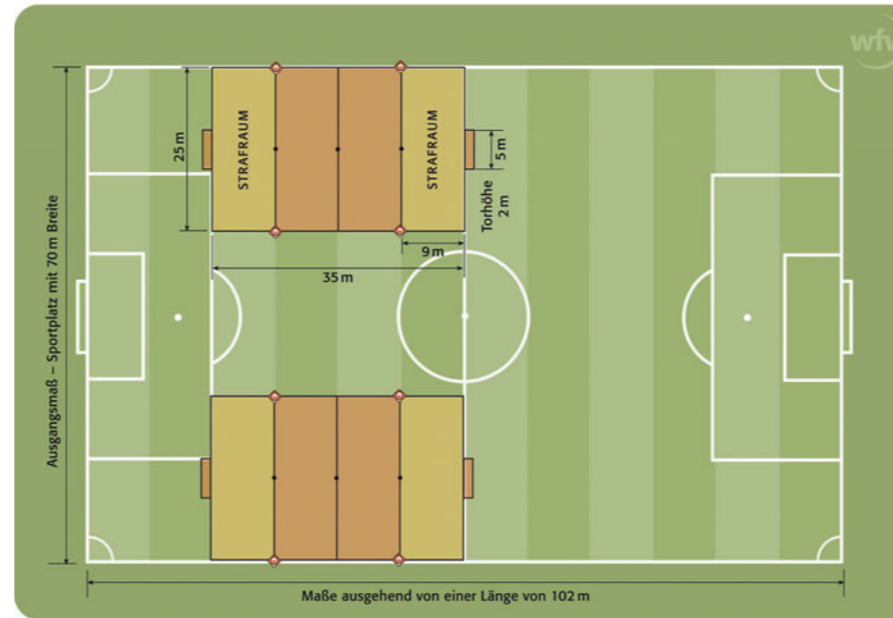 wfv
STRAFRAUM
STRAFRAUM
25 m
5 m
Torhöhe
2 m
9 m
35 m
Ausgangsmaß – Sportplatz mit 70 m Breite
Maße ausgehend von einer Länge von 102 m